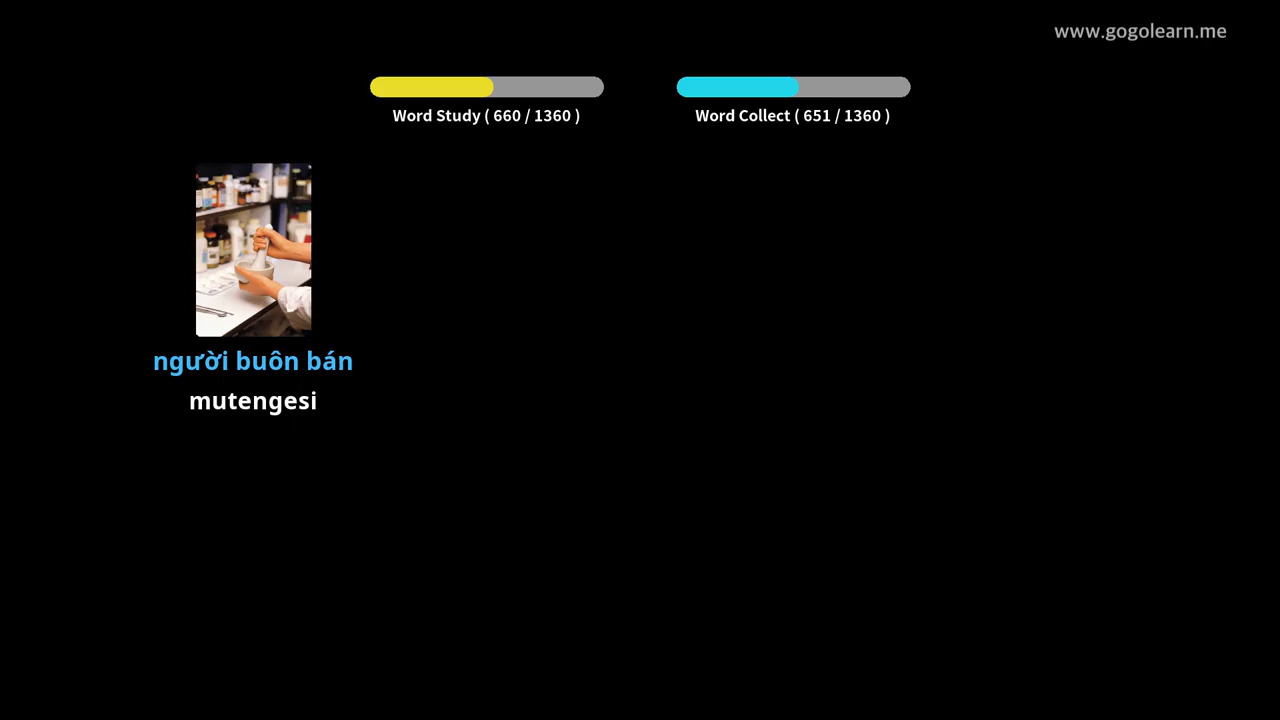 www.gogolearn.me
Word Study ( 660 / 1360 )
Word Collect ( 651 / 1360 )
người buôn bán
mutengesi